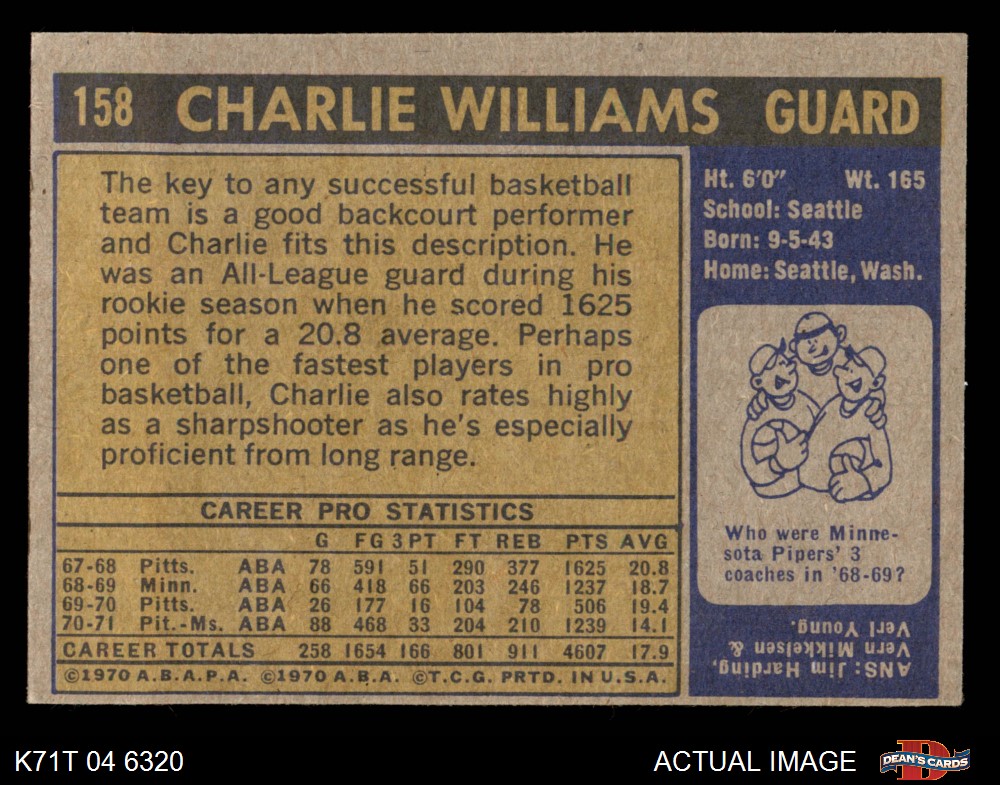 158 CHARLIE WILLIAMS GUARD
The key to any successful basketball
team is a good backcourt performer
and Charlie fits this description. He
was an All-League guard during his
rookie season when he scored 1625
points for a 20.8 average. Perhaps
one of the fastest players in pro
basketball, Charlie also rates highly
as a sharpshooter as he's especially
proficient from long range.
CAREER PRO STATISTICS
G FG 3PT FT REB PTS AVG
67-68 Pitts. ABA 78 591 51 290 377 1625 20.8
68-69 Minn. ABA 66 418 66 203 246 1237 18.7
69-70 Pitts. ABA 26 177 16 104 78 506 19.4
70-71 Pit.-Ms. ABA 88 468 33 204 210 1239 14.1
CAREER TOTALS 258 1654 166 801 911 4607 17.9
©1970 A.B.A.P.A. ©1970 A.B.A. ©T.C.G. PRTD. IN U.S.A.
Ht. 6'0" Wt. 165
School: Seattle
Born: 9-5-43
Home: Seattle, Wash.
Who were Minne-
sota Pipers' 3
coaches in '68-69?
ANS: Jim Harding,
Vern Mikkelsen &
Verl Young.
K71T 04 6320
ACTUAL IMAGE
D
DEAN'S CARDS